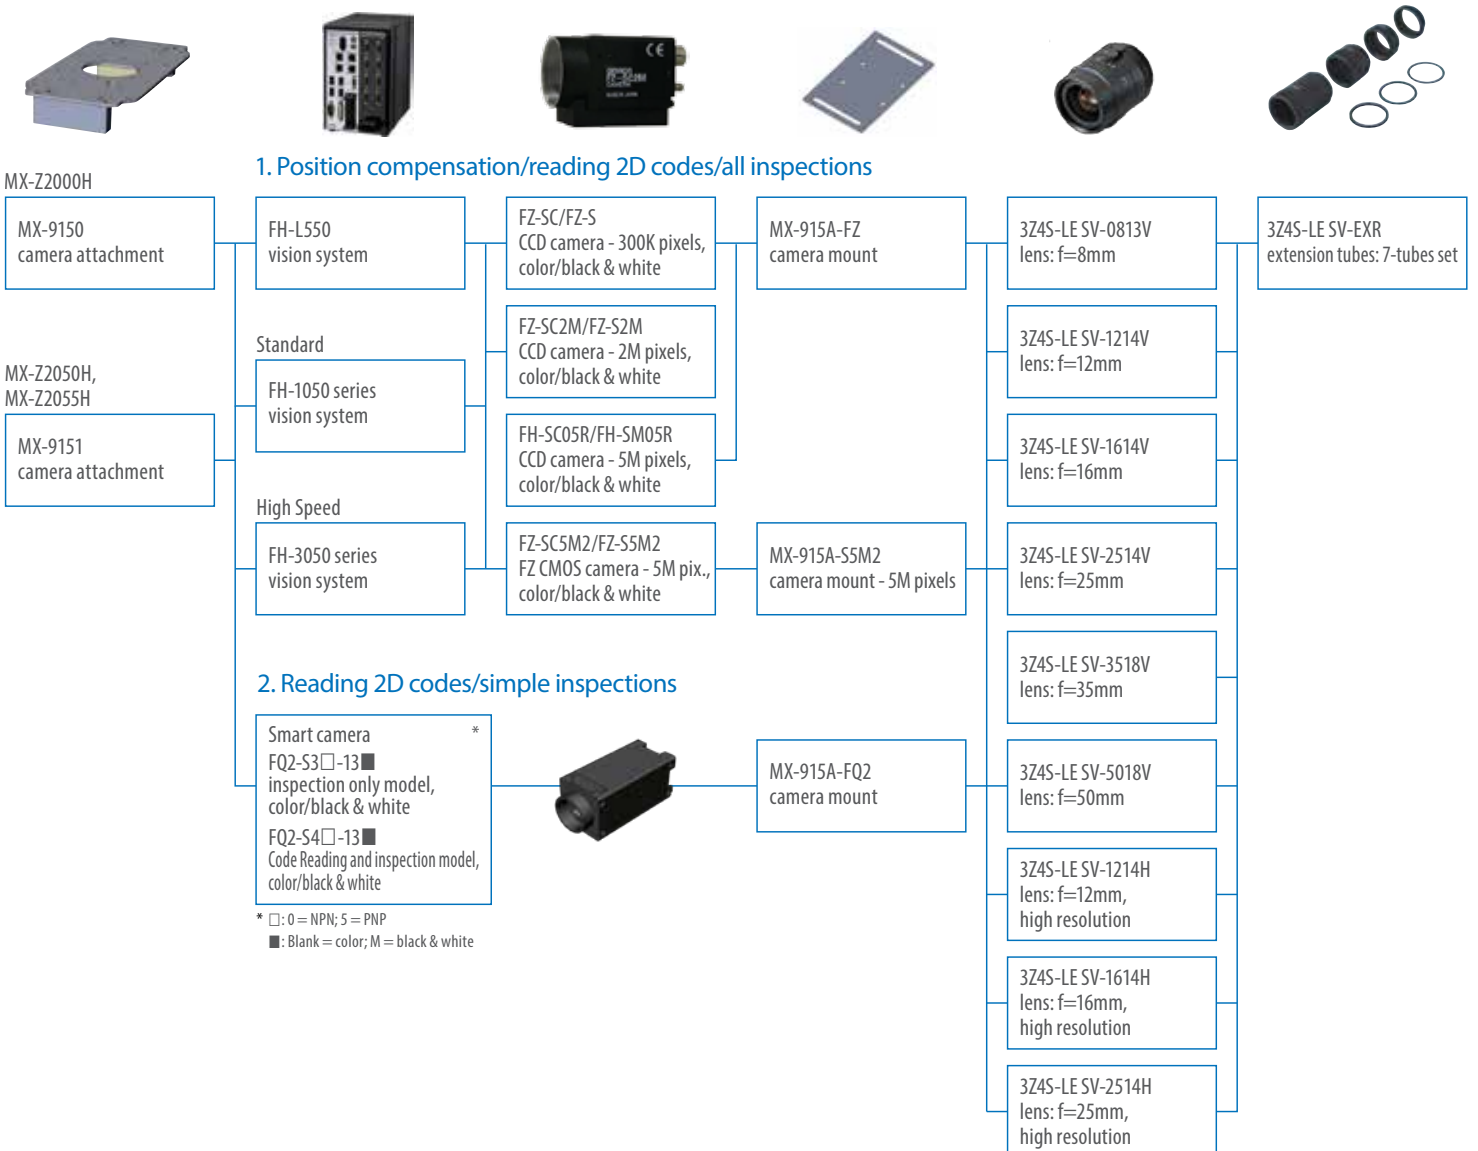 CE
MX-Z2000H
MX-9150
camera attachment
MX-Z2050H,
MX-Z2055H
MX-9151
camera attachment
1. Position compensation/reading 2D codes/all inspections
FH-L550
vision system
Standard
FH-1050 series
vision system
High Speed
FH-3050 series
vision system
FZ-SC/FZ-S
CCD camera - 300K pixels,
color/black & white
FZ-SC2M/FZ-S2M
CCD camera - 2M pixels,
color/black & white
FH-SC05R/FH-SM05R
CCD camera - 5M pixels,
color/black & white
FZ-SC5M2/FZ-S5M2
FZ CMOS camera - 5M pix.,
color/black & white
MX-915A-FZ
camera mount
MX-915A-S5M2
camera mount - 5M pixels
3Z4S-LE SV-0813V
lens: f=8mm
3Z4S-LE SV-1214V
lens: f=12mm
3Z4S-LE SV-1614V
lens: f=16mm
3Z4S-LE SV-2514V
lens: f=25mm
3Z4S-LE SV-3518V
lens: f=35mm
3Z4S-LE SV-5018V
lens: f=50mm
3Z4S-LE SV-1214H
lens: f=12mm,
high resolution
3Z4S-LE SV-1614H
lens: f=16mm,
high resolution
3Z4S-LE SV-2514H
lens: f=25mm,
high resolution
3Z4S-LE SV-EXR
extension tubes: 7-tubes set
2. Reading 2D codes/simple inspections
Smart camera *
FQ2-S3□-13■
inspection only model,
color/black & white
FQ2-S4□-13■
Code Reading and inspection model,
color/black & white
* □: 0 = NPN; 5 = PNP
■: Blank = color; M = black & white
MX-915A-FQ2
camera mount